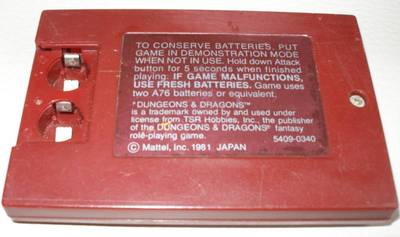 TO CONSERVE BATTERIES, PUT
GAME IN DEMONSTRATION MODE
WHEN NOT IN USE. Hold down Attack
button for 5 seconds when finished
playing. IF GAME MALFUNCTIONS,
USE FRESH BATTERIES. Game uses
two A76 batteries or equivalent.
"DUNGEONS & DRAGONS™
is a trademark owned by and used under
license from TSR Hobbies, Inc., the publisher
of the DUNGEONS & DRAGONS® fantasy
rôle-playing game.
© Mattel, Inc. 1981 JAPAN 5409-0340